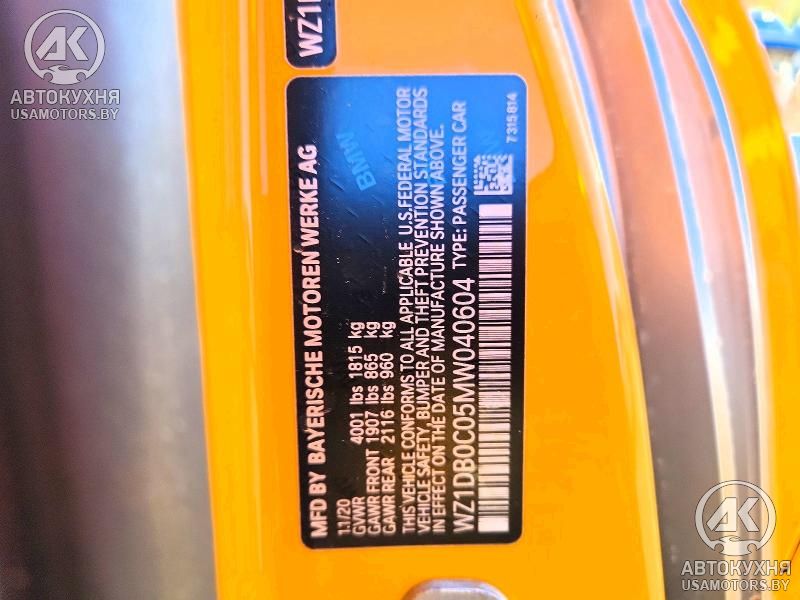 AK
АВТОКУХНЯ
USAMOTORS.BY
WZ1
MFD BY BAYERISCHE MOTOREN WERKE AG
11/20
GVWR 4001 lbs 1815 kg
GAWR FRONT 1907 lbs 865 kg
GAWR REAR 2116 lbs 960 kg
THIS VEHICLE CONFORMS TO ALL APPLICABLE U.S.FEDERAL MOTOR
VEHICLE SAFETY, BUMPER AND THEFT PREVENTION STANDARDS
IN EFFECT ON THE DATE OF MANUFACTURE SHOWN ABOVE.
WZ1DB0C05MW040604 TYPE: PASSENGER CAR
7315814
BMW
AK
АВТОКУХНЯ
USAMOTORS.BY